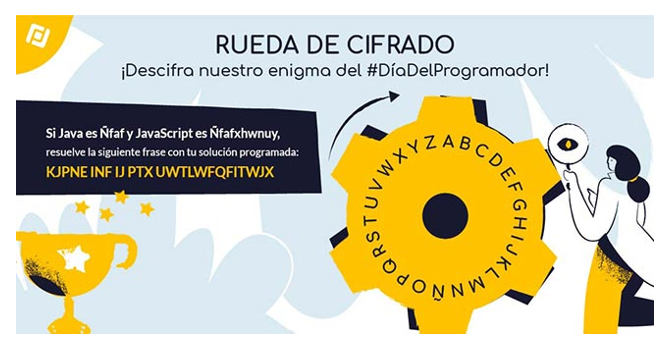 RUEDA DE CIFRADO
¡Descifra nuestro enigma del #DíaDelProgramador!
Si Java es Ñfaf y JavaScript es Ñfafxhwnuy,
resuelve la siguiente frase con tu solución programada:
KJPNE INF IJ PTX UWTLWFQFITWJX
ABCDEFGHIJKLMNÑOPQRSTUVWXYZ